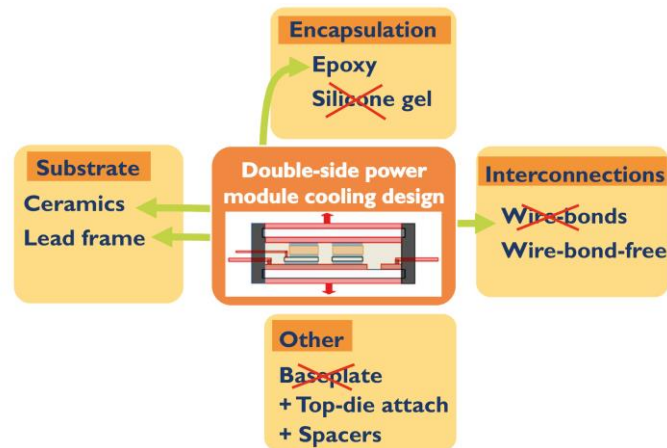 Encapsulation
Epoxy
Silicone gel
Substrate
Ceramics
Lead frame
Double-side power
module cooling design
Interconnections
Wire-bonds
Wire-bond-free
Other
Baseplate
+ Top-die attach
+ Spacers